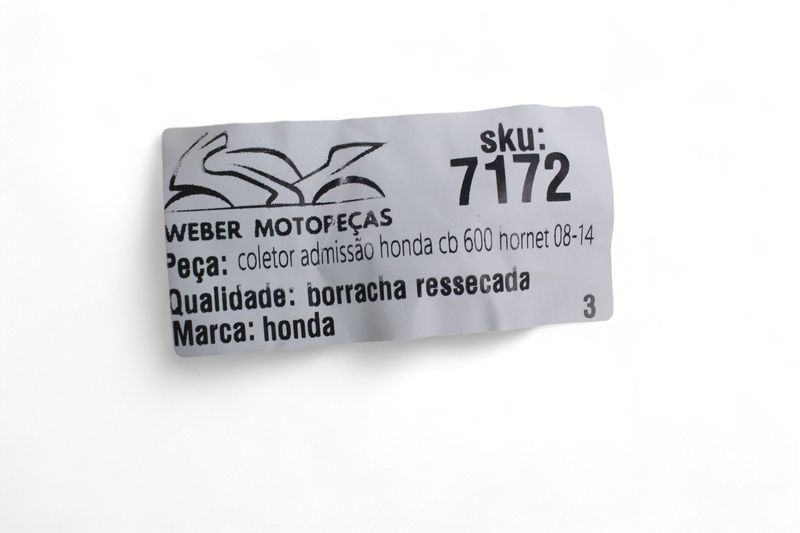 sku:
7172
WEBER MOTOPEÇAS
Peça: coletor admissão honda cb 600 hornet 08-14
Qualidade: borracha ressecada
Marca: honda
3